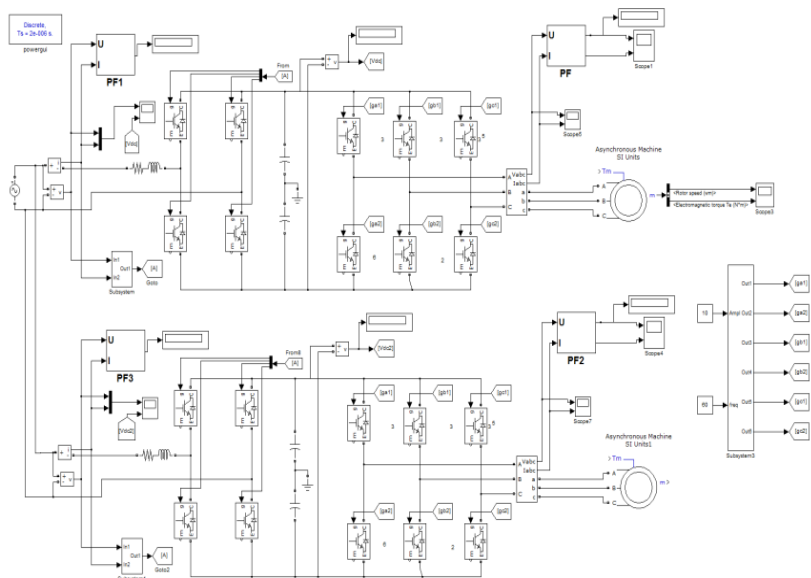 Discrete,
Ts = 2e-006 s.
powergui
U
I
PF1
From
[A]
+
-
v
[Vdc]
U
I
PF
Scope1
Scope5
[ga1]
[gb1]
[gc1]
3
3
3
5
Asynchronous Machine
SI Units
> Tm
A
B
C
Vabc
Iabc
a
b
c
A
B
C
m
<Rotor speed (wm)>
<Electromagnetic torque Te (N*m)>
Scope3
[ga2]
[gb2]
[gc2]
6
2
In1
In2
Out1
[A]
Subsystem
Goto
U
I
PF3
From8
[A]
[Vdc2]
[Vdc2]
U
I
PF2
Scope4
Scope7
[ga1]
[gb1]
[gc1]
3
3
3
5
Asynchronous Machine
SI Units1
> Tm
A
B
C
Vabc
Iabc
a
b
c
A
B
C
m >
[ga2]
[gb2]
[gc2]
6
2
In1
In2
Out1
[A]
Goto2
10
60
Ampl
freq
Out1
Out2
Out3
Out4
Out5
Out6
[ga1]
[ga2]
[gb1]
[gb2]
[gc1]
[gc2]
Subsystem3